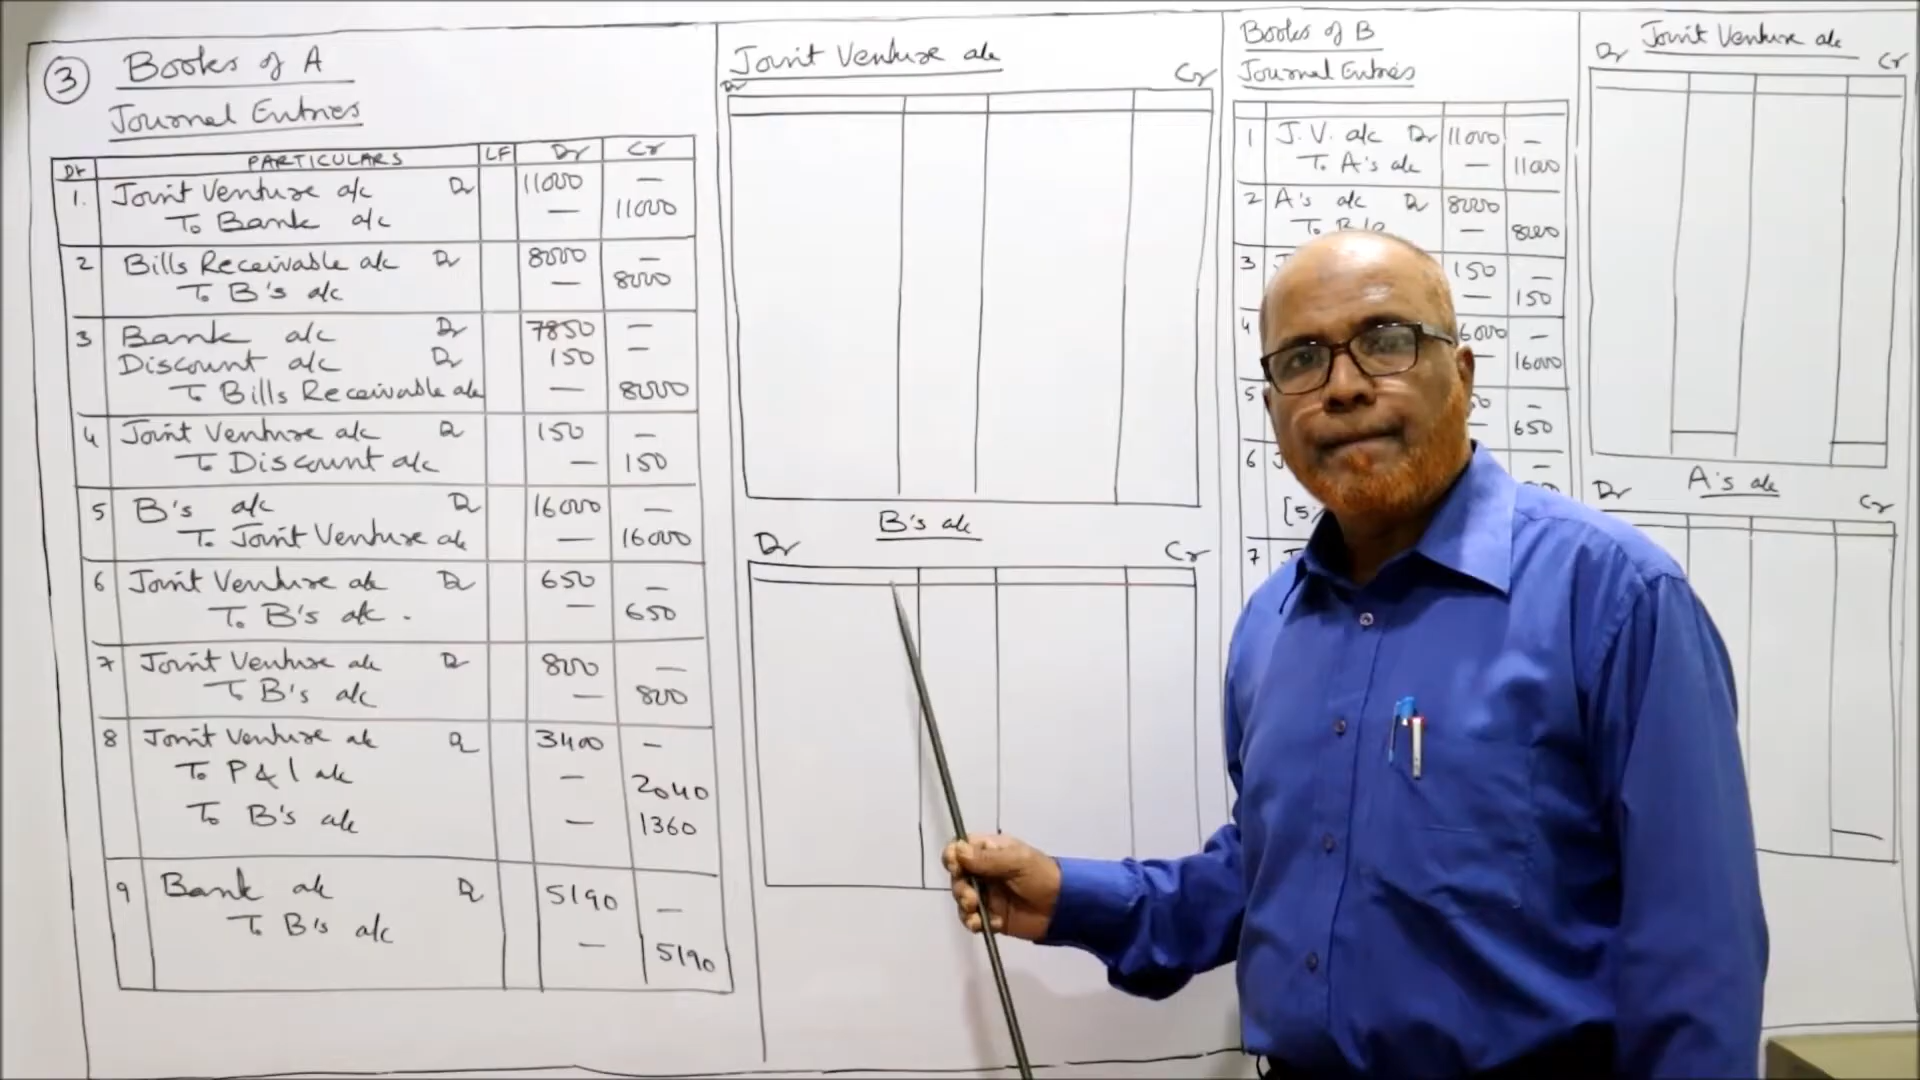 3 Books of A
Journal Entries
Dt PARTICULARS LF Dr Cr
1. Joint Venture a/c Dr 11000 —
To Bank a/c — 11000
2 Bills Receivable a/c Dr 8000 —
To B's a/c — 8000
3 Bank a/c Dr 7850 —
Discount a/c Dr 150 —
To Bills Receivable a/c — 8000
4 Joint Venture a/c Dr 150 —
To Discount a/c — 150
5 B's a/c Dr 16000 —
To Joint Venture a/c — 16000
6 Joint Venture a/c Dr 650 —
To B's a/c . — 650
7 Joint Venture a/c Dr 800 —
To B's a/c — 800
8 Joint Venture a/c Dr 3400 —
To P & L a/c — 2040
To B's a/c — 1360
9 Bank a/c Dr 5190 —
To B's a/c — 5190
Joint Venture a/c
Dr Cr
B's a/c
Dr Cr
Books of B
Journal Entries
1 J.V. a/c Dr 11000 —
To A's a/c — 11000
2 A's a/c Dr 8000
To B/P — 8000
3 150 —
— 150
4 —
16000
5 —
650
6 —
[5
7
Joint Venture a/c
Dr Cr
A's a/c
Dr Cr